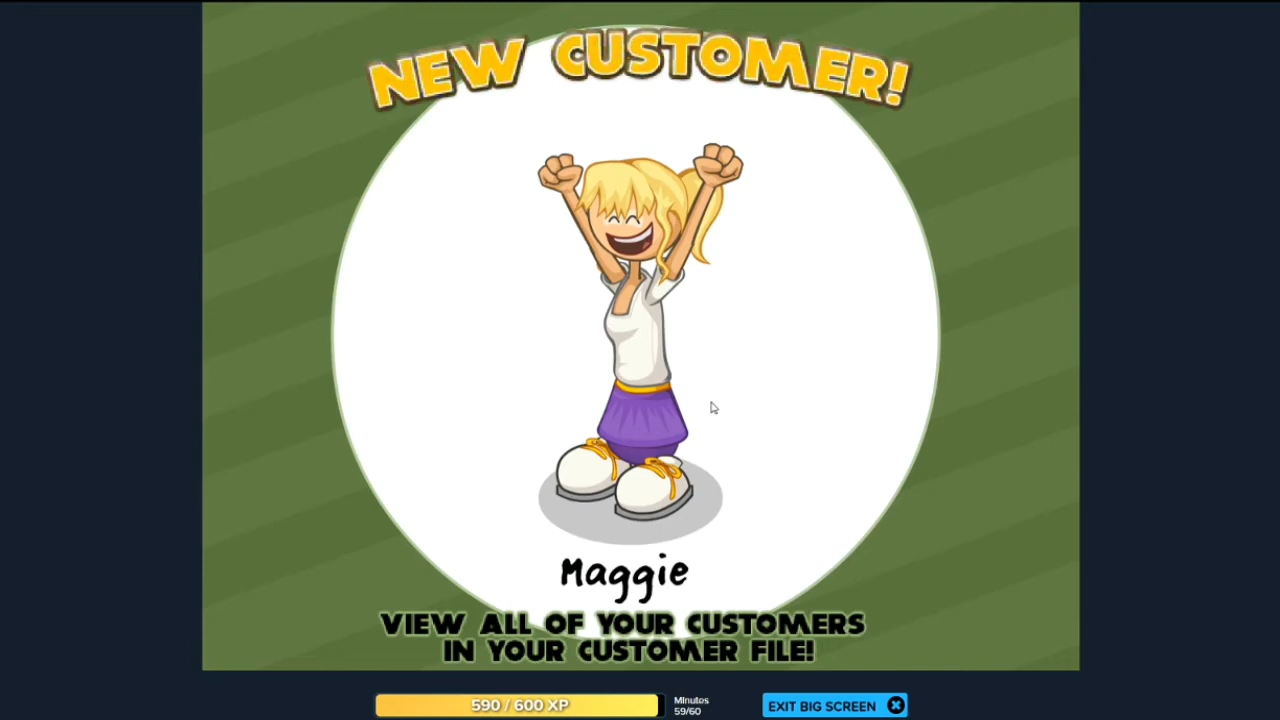 NEW CUSTOMER!
Maggie
VIEW ALL OF YOUR CUSTOMERS
IN YOUR CUSTOMER FILE!
590 / 600 XP
Minutes
59/60
EXIT BIG SCREEN